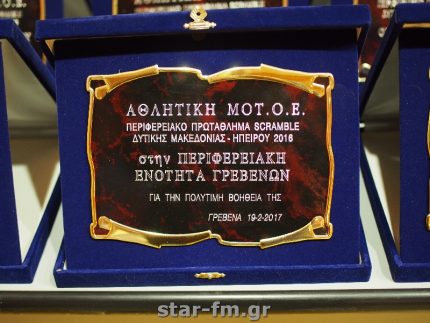 ΑΘΛΗΤΙΚΗ ΜΟΤ.Ο.Ε.
ΠΕΡΙΦΕΡΕΙΑΚΟ ΠΡΩΤΑΘΛΗΜΑ SCRAMBLE
ΔΥΤΙΚΗΣ ΜΑΚΕΔΟΝΙΑΣ - ΗΠΕΙΡΟΥ 2016
στην ΠΕΡΙΦΕΡΕΙΑΚΗ
ΕΝΟΤΗΤΑ ΓΡΕΒΕΝΩΝ
ΓΙΑ ΤΗΝ ΠΟΛΥΤΙΜΗ ΒΟΗΘΕΙΑ ΤΗΣ
ΓΡΕΒΕΝΑ 19-2-2017
star-fm.gr